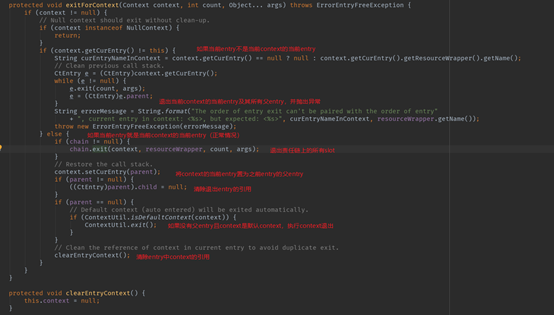 protected void exitForContext(Context context, int count, Object... args) throws ErrorEntryFreeException {
if (context != null) {
// Null context should exit without clean-up.
if (context instanceof NullContext) {
return;
}
if (context.getCurEntry() != this) { 如果当前entry不是当前context的当前entry
String curEntryNameInContext = context.getCurEntry() == null ? null : context.getCurEntry().getResourceWrapper().getName();
// Clean previous call stack.
CtEntry g = (CtEntry)context.getCurEntry();
while (g != null) {
g.exit(count, args);
g = (CtEntry)g.parent;
} 退出当前context的当前entry及其所有父entry，并抛出异常
String errorMessage = String.format("The order of entry exit can't be paired with the order of entry"
+ ", current entry in context: <%s>, but expected: <%s>", curEntryNameInContext, resourceWrapper.getName());
throw new ErrorEntryFreeException(errorMessage);
} else { 如果当前entry就是当前context的当前entry（正常情况）
if (chain != null) {
chain.exit(context, resourceWrapper, count, args); 退出责任链上的所有slot
}
// Restore the call stack.
context.setCurEntry(parent); 将context的当前entry置为之前entry的父entry
if (parent != null) {
((CtEntry)parent).child = null; 清除退出entry的引用
}
if (parent == null) {
// Default context (auto entered) will be exited automatically.
if (ContextUtil.isDefaultContext(context)) {
ContextUtil.exit(); 如果没有父entry且context是默认context，执行context退出
}
}
// Clean the reference of context in current entry to avoid duplicate exit.
clearEntryContext(); 清除entry中context的引用
}
}
}
protected void clearEntryContext() {
this.context = null;
}